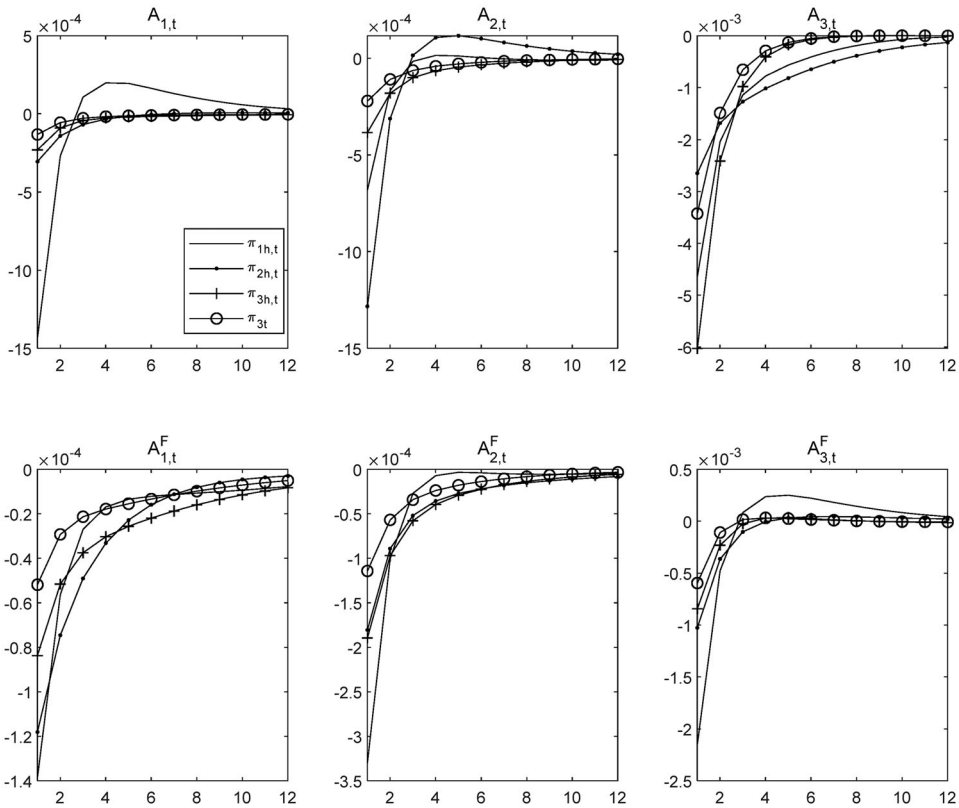 A1,t
×10-4
5
0
-5
-10
-15
2 4 6 8 10 12
π1h,t
π2h,t
π3h,t
π3t
A2,t
×10-4
0
-5
-10
-15
2 4 6 8 10 12
A3,t
×10-3
0
-1
-2
-3
-4
-5
-6
2 4 6 8 10 12
AF1,t
×10-4
0
-0.2
-0.4
-0.6
-0.8
-1
-1.2
-1.4
2 4 6 8 10 12
AF2,t
×10-4
0
-0.5
-1
-1.5
-2
-2.5
-3
-3.5
2 4 6 8 10 12
AF3,t
×10-3
0.5
0
-0.5
-1
-1.5
-2
-2.5
2 4 6 8 10 12